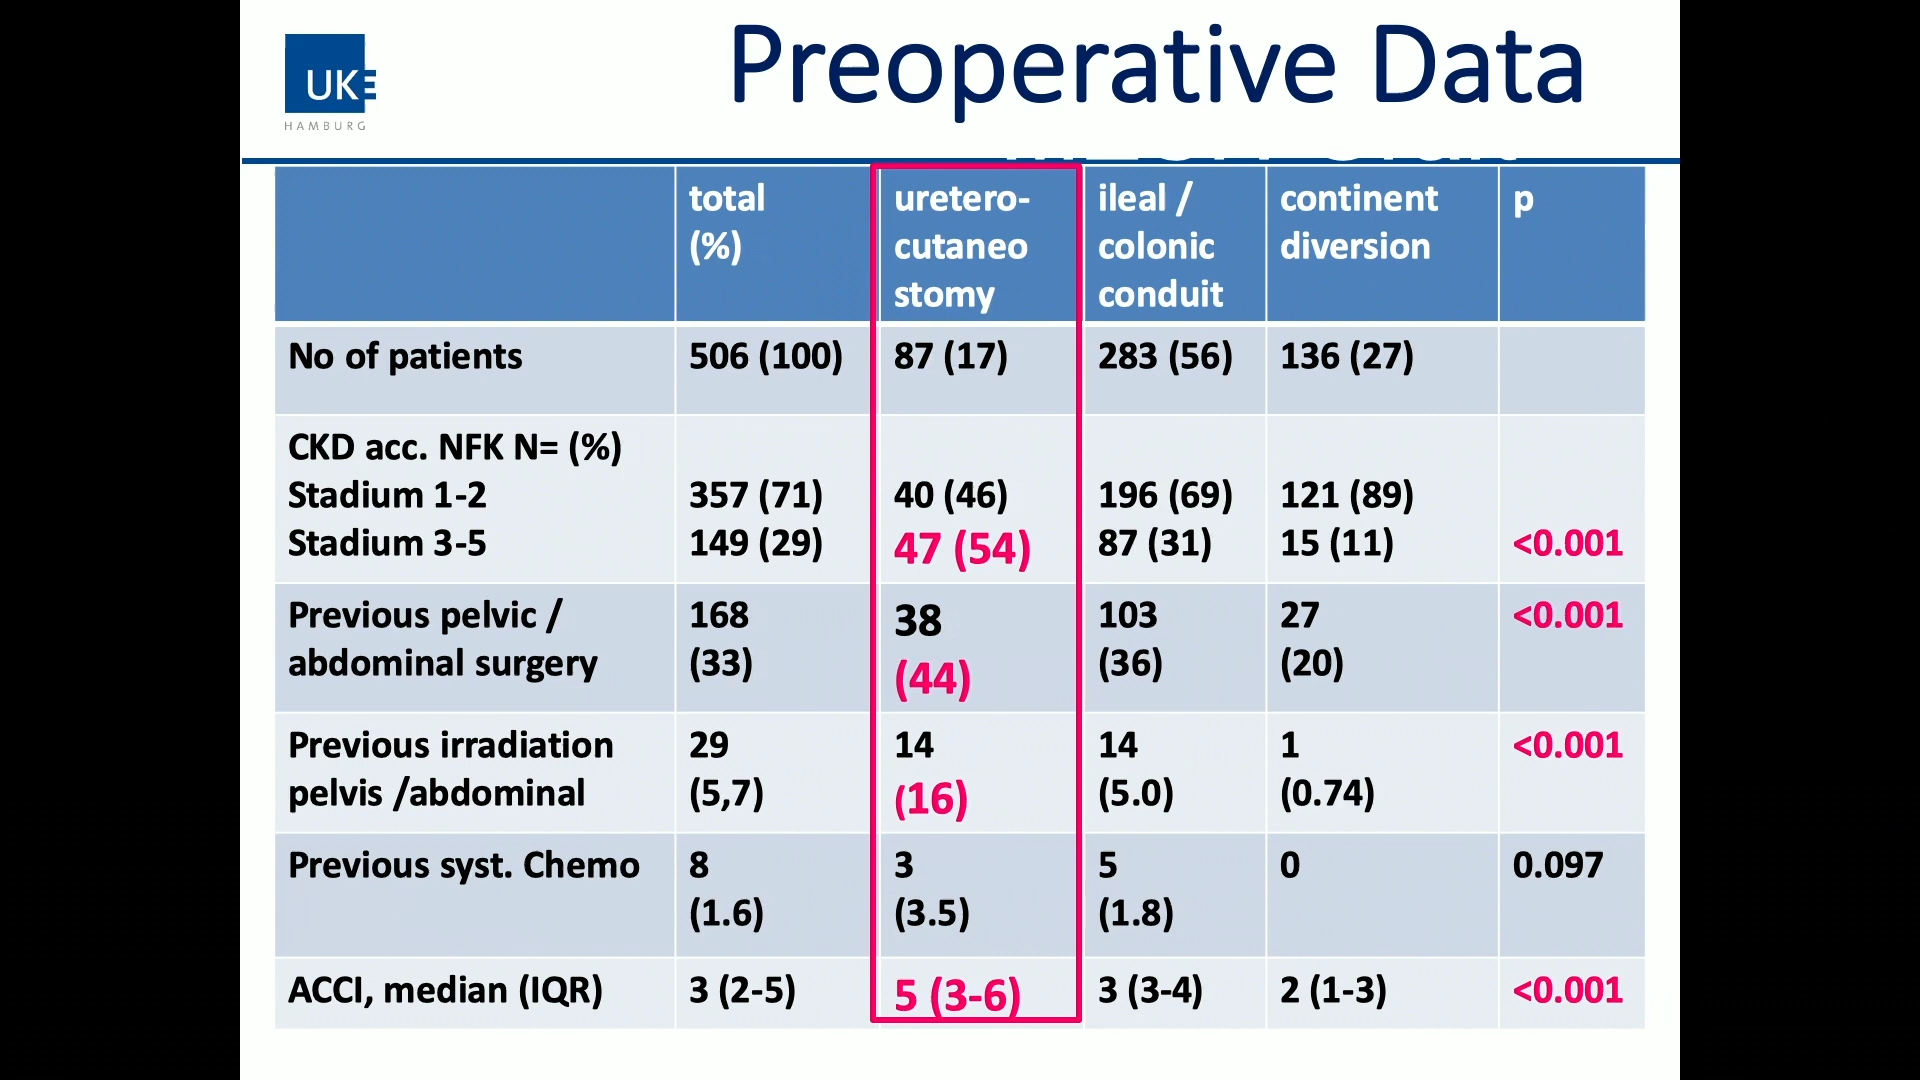 UKE
HAMBURG
Preoperative Data
total
(%)
uretero-
cutaneo
stomy
ileal /
colonic
conduit
continent
diversion
p
No of patients
506 (100)
87 (17)
283 (56)
136 (27)
CKD acc. NFK N= (%)
Stadium 1-2
357 (71)
40 (46)
196 (69)
121 (89)
Stadium 3-5
149 (29)
47 (54)
87 (31)
15 (11)
<0.001
Previous pelvic /
abdominal surgery
168
(33)
38
(44)
103
(36)
27
(20)
<0.001
Previous irradiation
pelvis /abdominal
29
(5,7)
14
(16)
14
(5.0)
1
(0.74)
<0.001
Previous syst. Chemo
8
(1.6)
3
(3.5)
5
(1.8)
0
0.097
ACCI, median (IQR)
3 (2-5)
5 (3-6)
3 (3-4)
2 (1-3)
<0.001